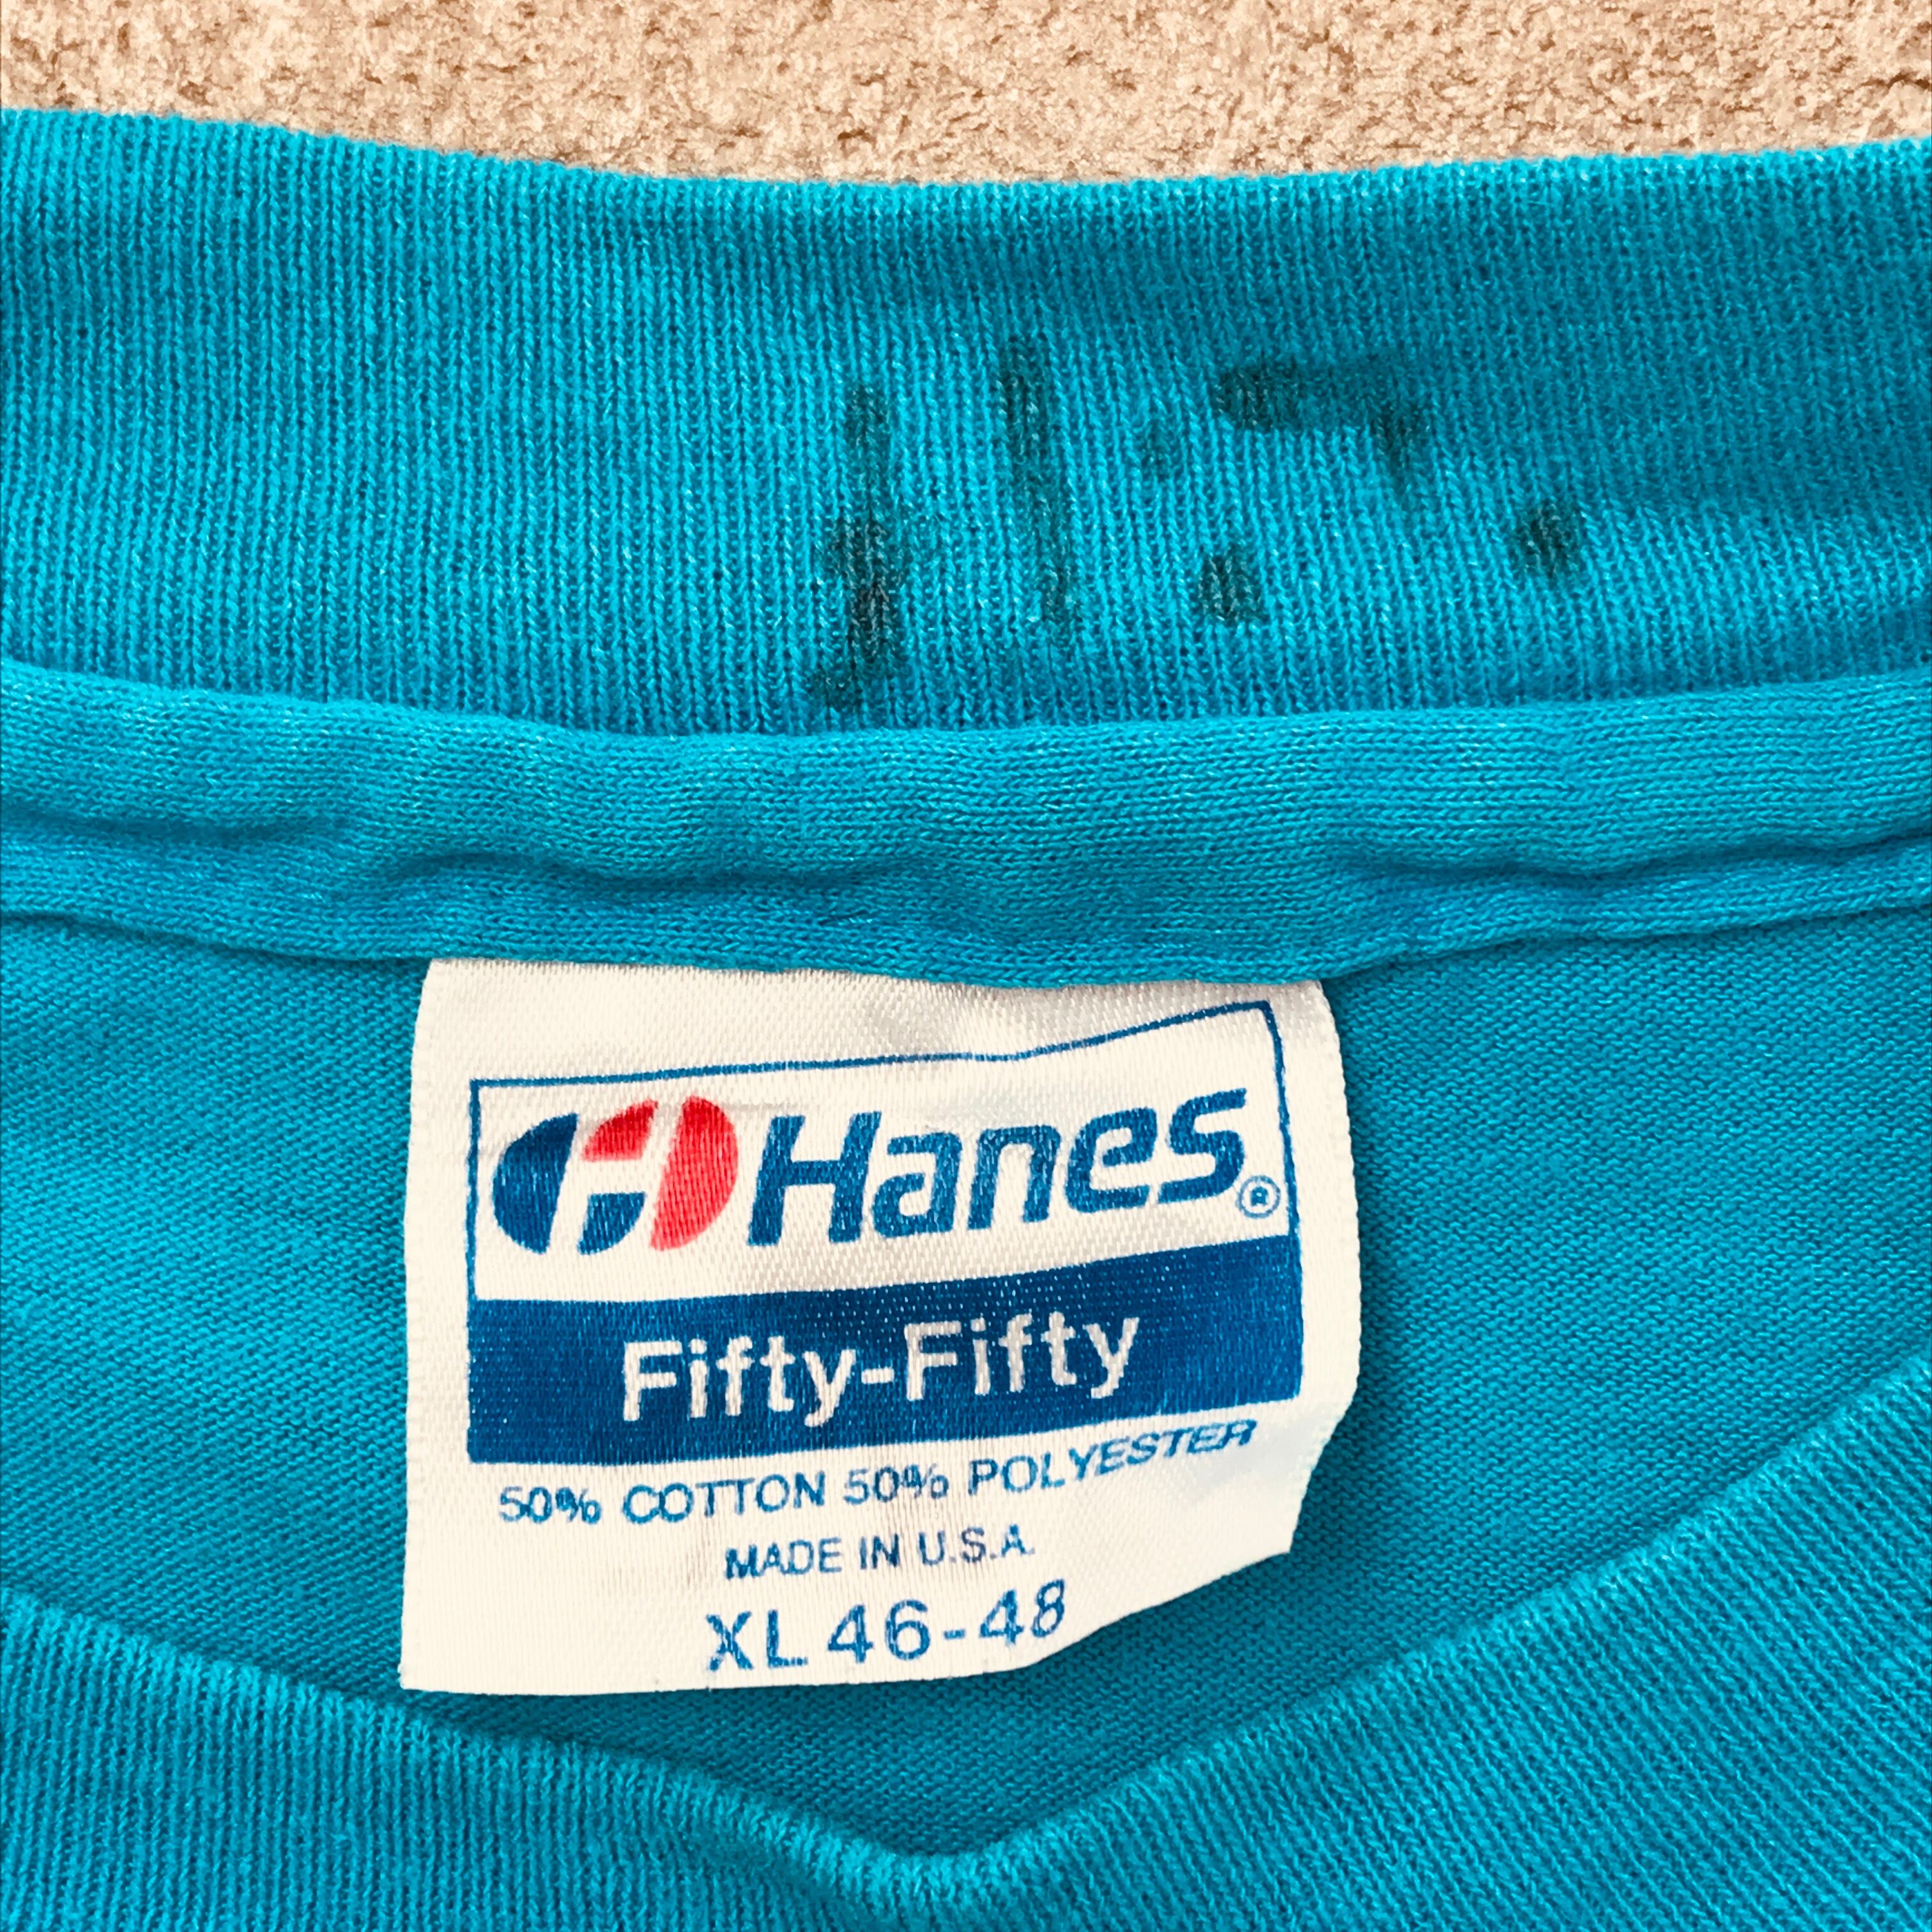 Hanes®
Fifty-Fifty
50% COTTON 50% POLYESTER
MADE IN U.S.A.
XL 46-48